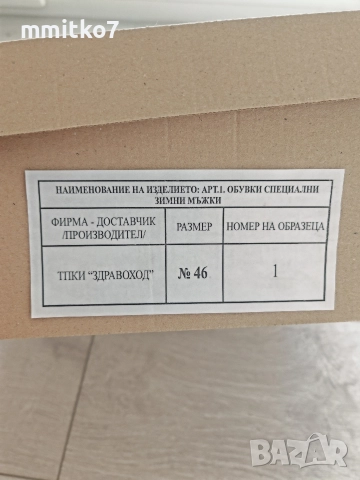 mmitko7
НАИМЕНОВАНИЕ НА ИЗДЕЛИЕТО: АРТ.1. ОБУВКИ СПЕЦИАЛНИ
ЗИМНИ МЪЖКИ
ФИРМА - ДОСТАВЧИК
/ПРОИЗВОДИТЕЛ/
РАЗМЕР
НОМЕР НА ОБРАЗЕЦА
ТПКИ “ЗДРАВОХОД”
№ 46
1
BAZAR